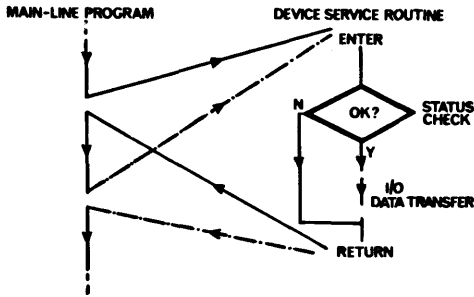 MAIN-LINE PROGRAM
DEVICE SERVICE ROUTINE
ENTER
N
OK?
STATUS
CHECK
Y
I/O
DATA TRANSFER
RETURN